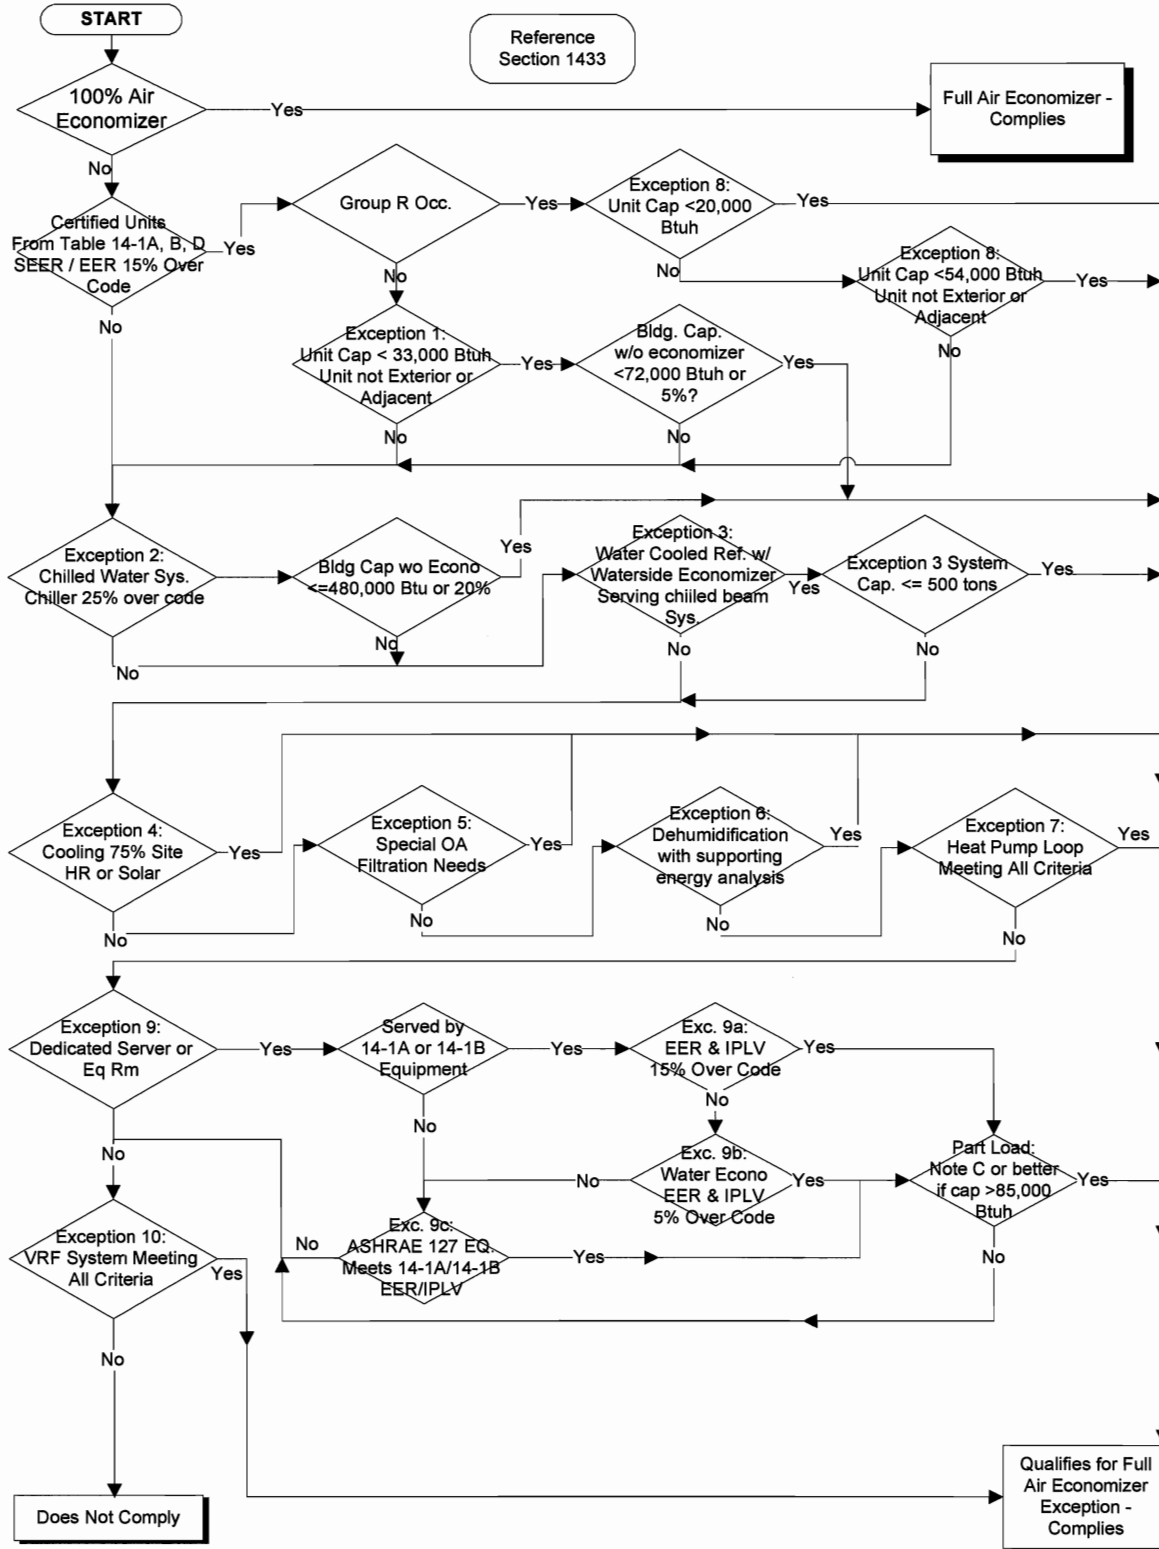 START
Reference
Section 1433
100% Air
Economizer
Yes
Full Air Economizer -
Complies
No
Certified Units
From Table 14-1A, B, D
SEER / EER 15% Over
Code
Yes
Group R Occ.
Yes
Exception 8:
Unit Cap <20,000
Btuh
Yes
No
Exception 8:
Unit Cap <54,000 Btuh
Unit not Exterior or
Adjacent
Yes
No
No
No
Exception 1:
Unit Cap < 33,000 Btuh
Unit not Exterior or
Adjacent
Yes
Bldg. Cap.
w/o economizer
<72,000 Btuh or
5%?
Yes
No
No
Exception 2:
Chilled Water Sys.
Chiller 25% over code
Bldg Cap wo Econo
<=480,000 Btu or 20%
Yes
Exception 3:
Water Cooled Ref. w/
Waterside Economizer
Serving chilled beam
Sys.
Yes
Exception 3 System
Cap. <= 500 tons
Yes
No
No
No
No
Exception 4:
Cooling 75% Site
HR or Solar
Yes
Exception 5:
Special OA
Filtration Needs
Yes
Exception 6:
Dehumidification
with supporting
energy analysis
Yes
Exception 7:
Heat Pump Loop
Meeting All Criteria
Yes
No
No
No
No
Exception 9:
Dedicated Server or
Eq Rm
Yes
Served by
14-1A or 14-1B
Equipment
Yes
Exc. 9a:
EER & IPLV
15% Over Code
Yes
No
No
No
Exc. 9b:
Water Econo
EER & IPLV
5% Over Code
No
Yes
Part Load:
Note C or better
if cap >85,000
Btuh
Yes
No
Exception 10:
VRF System Meeting
All Criteria
Yes
No
Exc. 9c:
ASHRAE 127 EQ.
Meets 14-1A/14-1B
EER/IPLV
Yes
No
Does Not Comply
Qualifies for Full
Air Economizer
Exception -
Complies